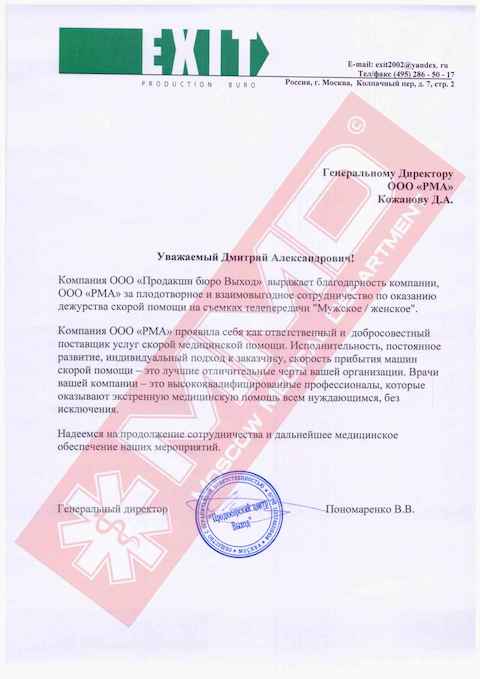 EXIT
PRODUCTION BURO
E-mail: exit2002@yandex. ru
Тел/факс (495) 286 - 50 - 17
Россия, г. Москва, Колпачный пер, д. 7, стр. 2
Генеральному Директору
ООО «РМА»
Кожанову Д.А.
Уважаемый Дмитрий Александрович!
Компания ООО «Продакшн бюро Выход» выражает благодарность компании,
ООО «РМА» за плодотворное и взаимовыгодное сотрудничество по оказанию
дежурства скорой помощи на съемках телепередачи "Мужское / женское".
Компания ООО «РМА» проявила себя как ответственный и добросовестный
поставщик услуг скорой медицинской помощи. Исполнительность, постоянное
развитие, индивидуальный подход к заказчику, скорость прибытия машин
скорой помощи – это лучшие отличительные черты вашей организации. Врачи
вашей компании – это высококвалифицированные профессионалы, которые
оказывают экстренную медицинскую помощь всем нуждающимся, без
исключения.
Надеемся на продолжение сотрудничества и дальнейшее медицинское
обеспечение наших мероприятий.
Генеральный директор
Пономаренко В.В.
"Продюсерский центр
Выход"
MOSCOW
DEPARTMENT
©